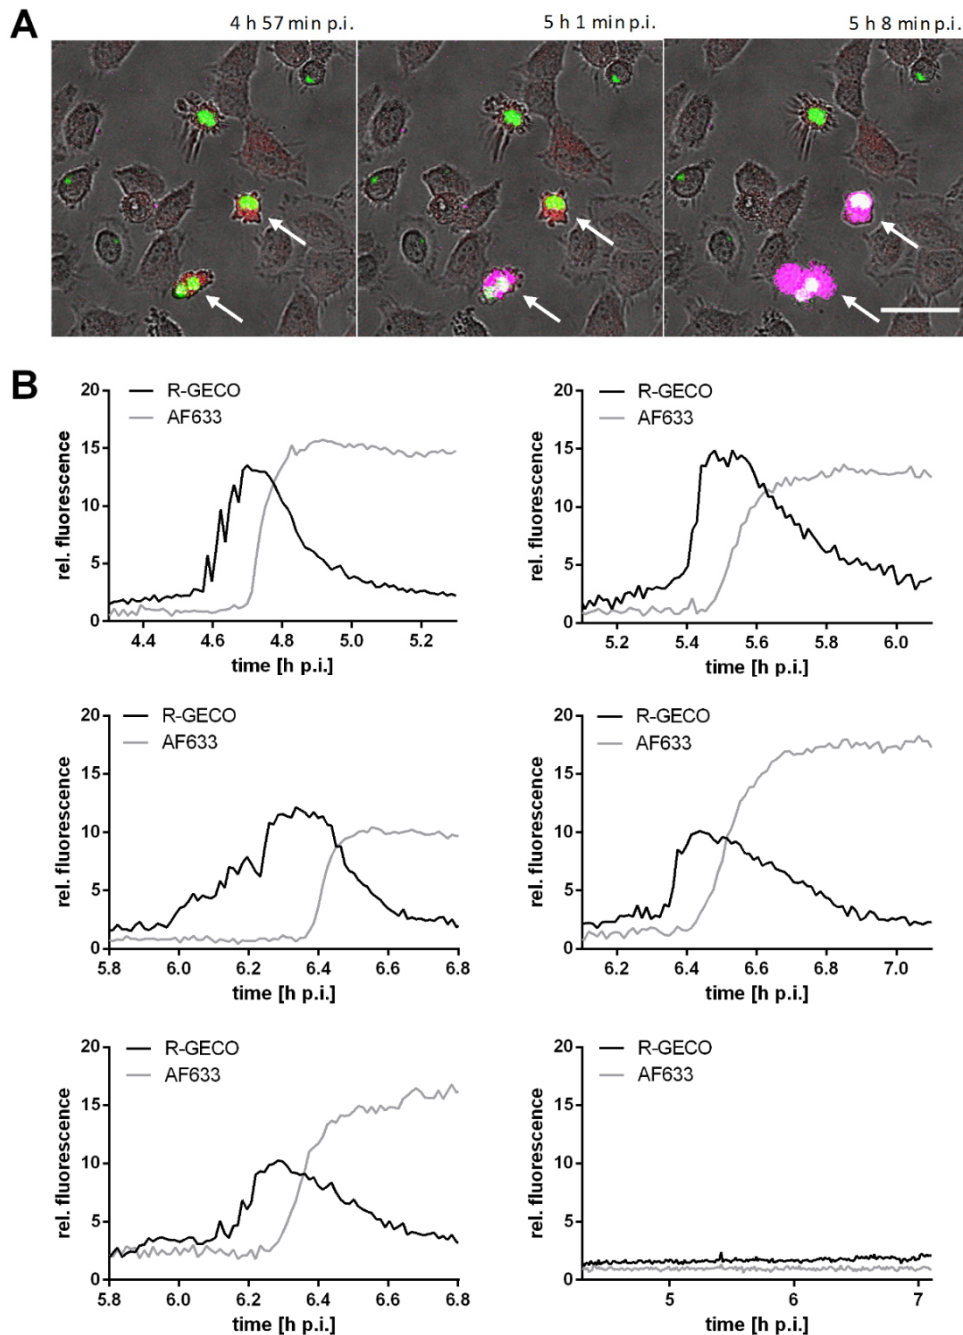 A
4 h 57 min p.i.
5 h 1 min p.i.
5 h 8 min p.i.
B
20
15
10
5
0
rel. fluorescence
R-GECO
AF633
4.4
4.6
4.8
5.0
5.2
time [h p.i.]
20
15
10
5
0
rel. fluorescence
R-GECO
AF633
5.2
5.4
5.6
5.8
6.0
time [h p.i.]
20
15
10
5
0
rel. fluorescence
R-GECO
AF633
5.8
6.0
6.2
6.4
6.6
6.8
time [h p.i.]
20
15
10
5
0
rel. fluorescence
R-GECO
AF633
6.2
6.4
6.6
6.8
7.0
time [h p.i.]
20
15
10
5
0
rel. fluorescence
R-GECO
AF633
5.8
6.0
6.2
6.4
6.6
6.8
time [h p.i.]
20
15
10
5
0
rel. fluorescence
R-GECO
AF633
5
6
7
time [h p.i.]